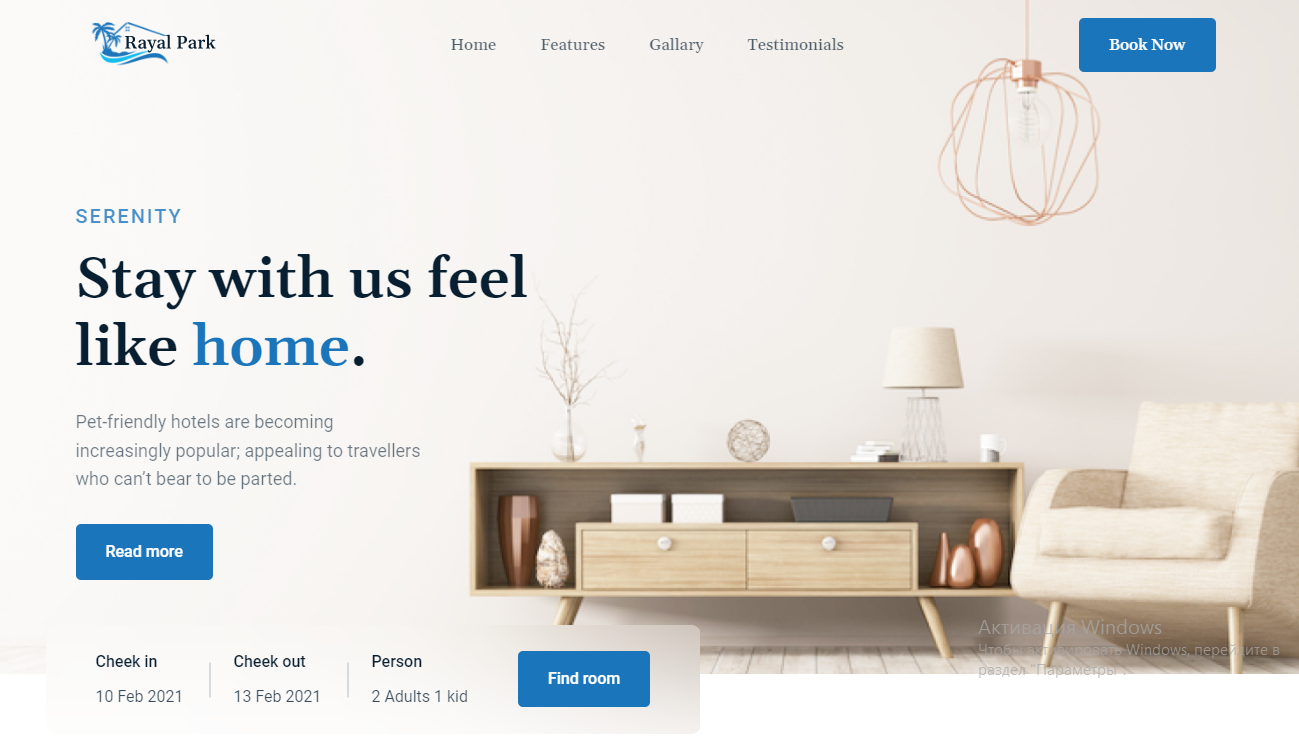 Rayal Park
Home
Features
Gallary
Testimonials
Book Now
SERENITY
Stay with us feel
like home.
Pet-friendly hotels are becoming
increasingly popular; appealing to travellers
who can’t bear to be parted.
Read more
Cheek in
10 Feb 2021
Cheek out
13 Feb 2021
Person
2 Adults 1 kid
Find room
Активация Windows
Чтобы активировать Windows, перейдите в
раздел "Параметры".